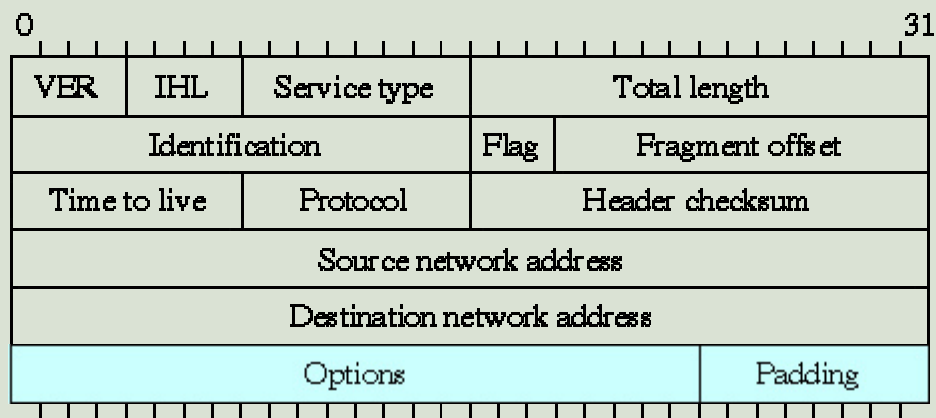 0 31
VER IHL Service type Total length
Identification Flag Fragment offset
Time to live Protocol Header checksum
Source network address
Destination network address
Options Padding